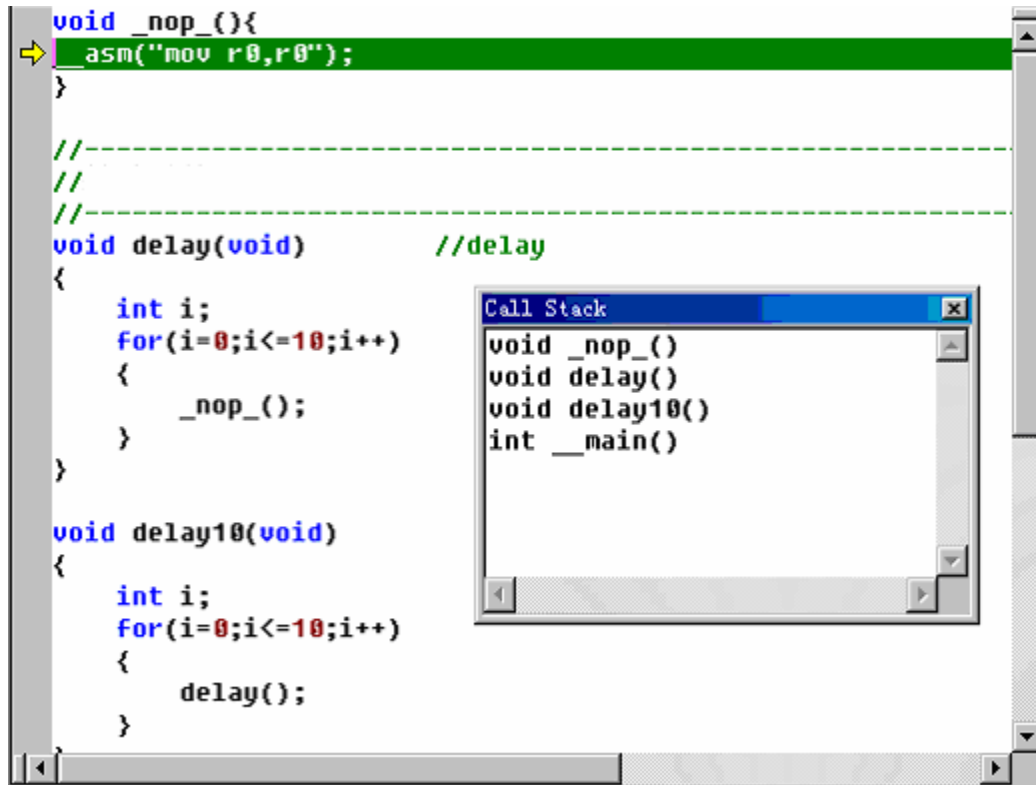 void _nop_(){
__asm("mov r0,r0");
}
//----------------------------------------------------------
//
//----------------------------------------------------------
void delay(void) //delay
{
int i;
for(i=0;i<=10;i++)
{
_nop_();
}
}
void delay10(void)
{
int i;
for(i=0;i<=10;i++)
{
delay();
}
Call Stack
void _nop_()
void delay()
void delay10()
int __main()